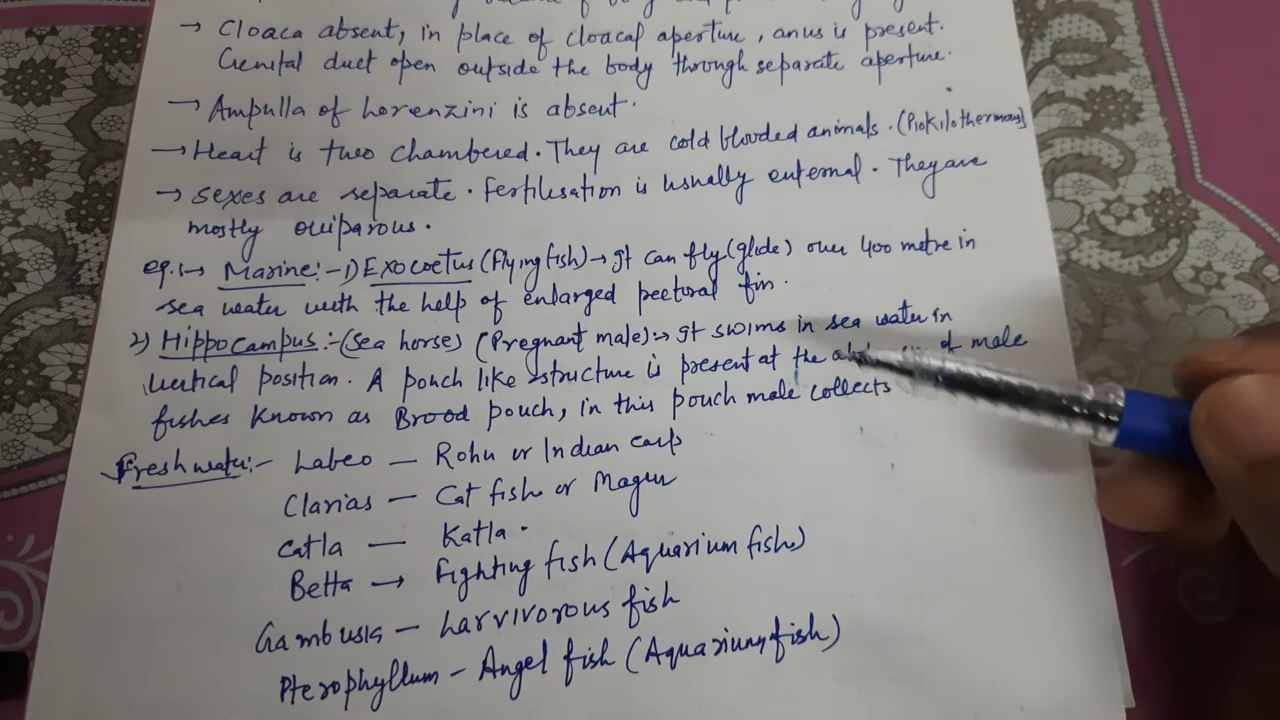 → Cloaca absent, in place of cloacal aperture, anus is present.
Genital duct open outside the body through separate aperture.
→ Ampulla of Lorenzini is absent.
→ Heart is two chambered. They are cold blooded animals. (Poikilothermous)
→ Sexes are separate. Fertilisation is usually external. They are
mostly oviparous.
eg:→ Marine:- 1) Exocoetus (Flying fish) → It can fly (glide) over 400 metre in
sea water with the help of enlarged pectoral fin.
2) Hippocampus:- (Sea horse) (Pregnant male):→ It swims in sea water in
vertical position. A pouch like structure is present at the of male
fishes known as Brood pouch, in this pouch male collects
Fresh water:- Labeo — Rohu or Indian carp
Clarias — Cat fish or Magur
Catla — Katla.
Betta → Fighting fish (Aquarium fish)
Gambusia — Larvivorous fish
Pterophyllum — Angel fish (Aquarium fish)